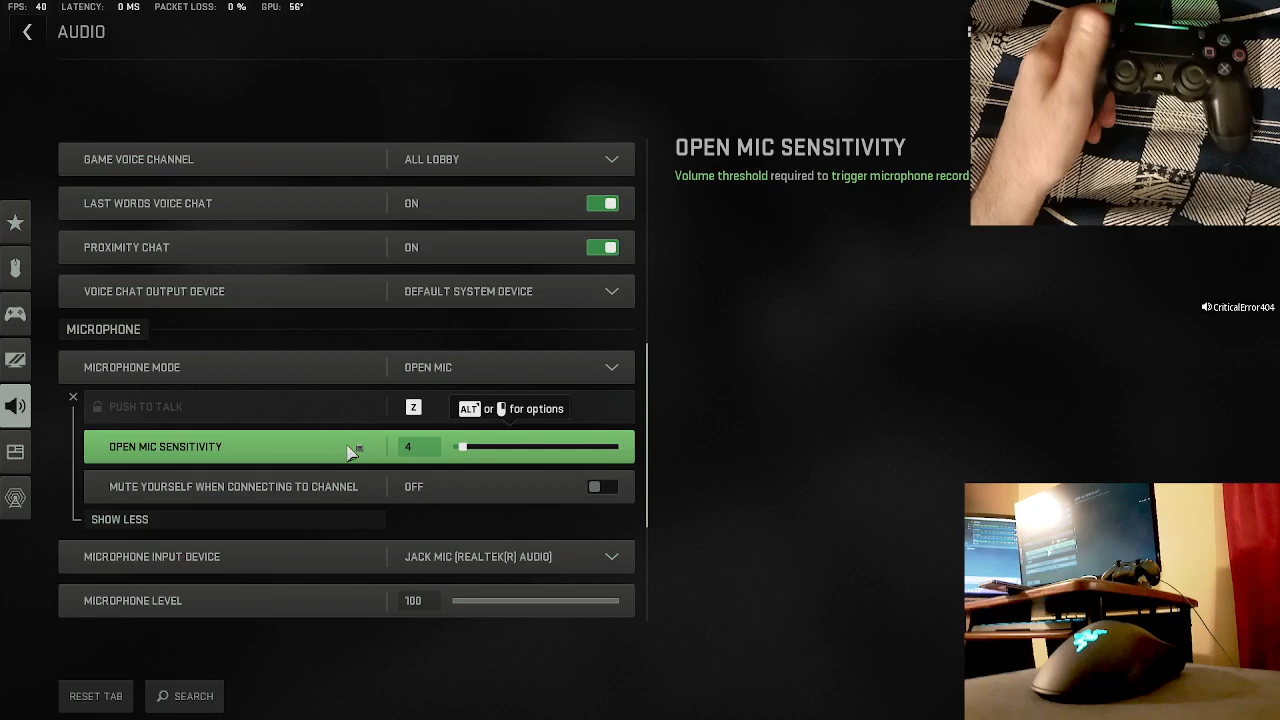 FPS: 40 LATENCY: 0 MS PACKET LOSS: 0 % GPU: 56°
AUDIO
GAME VOICE CHANNEL ALL LOBBY
LAST WORDS VOICE CHAT ON
PROXIMITY CHAT ON
VOICE CHAT OUTPUT DEVICE DEFAULT SYSTEM DEVICE
MICROPHONE
MICROPHONE MODE OPEN MIC
PUSH TO TALK Z ALT or for options
OPEN MIC SENSITIVITY 4
MUTE YOURSELF WHEN CONNECTING TO CHANNEL OFF
SHOW LESS
MICROPHONE INPUT DEVICE JACK MIC (REALTEK(R) AUDIO)
MICROPHONE LEVEL 100
RESET TAB SEARCH
OPEN MIC SENSITIVITY
Volume threshold required to trigger microphone record
CriticalError404